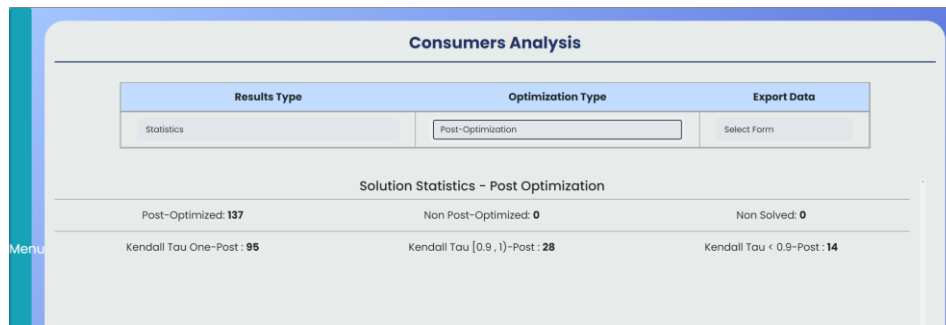 Consumers Analysis
Results Type Optimization Type Export Data
Statistics Post-Optimization Select Form
Solution Statistics - Post Optimization
Post-Optimized: 137 Non Post-Optimized: 0 Non Solved: 0
Menu
Kendall Tau One-Post : 95 Kendall Tau [0.9 , 1)-Post : 28 Kendall Tau < 0.9-Post : 14